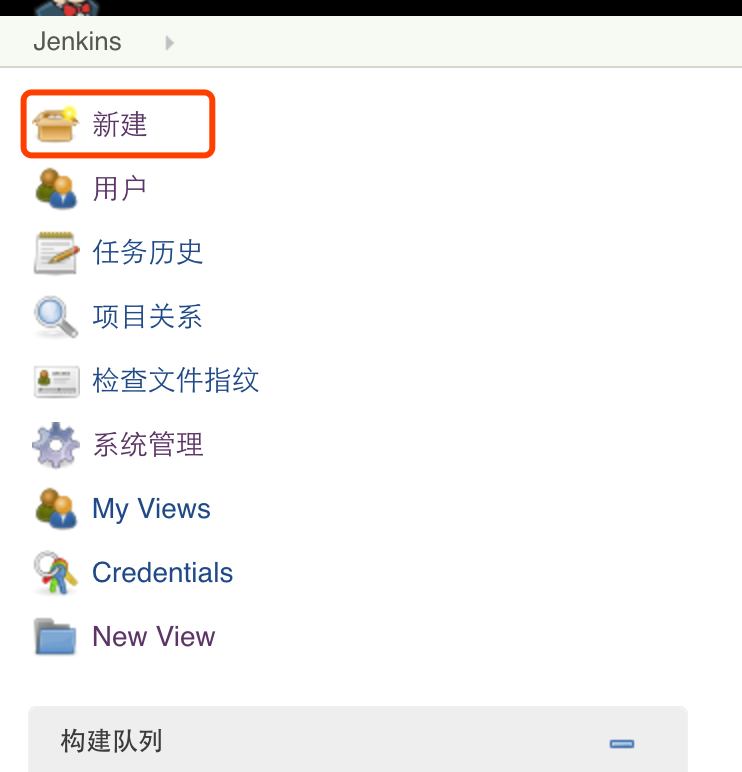 Jenkins
新建
用户
任务历史
项目关系
检查文件指纹
系统管理
My Views
Credentials
New View
构建队列